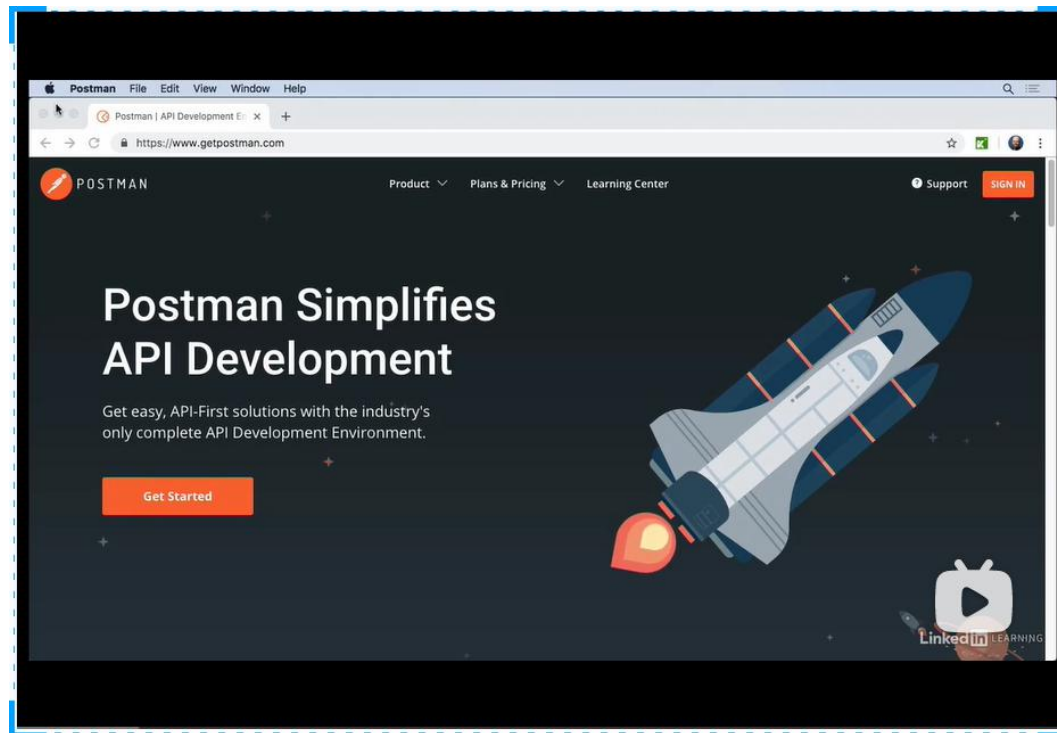 Postman File Edit View Window Help
Postman | API Development E
https://www.getpostman.com
POSTMAN Product Plans & Pricing Learning Center Support SIGN IN
Postman Simplifies
API Development
Get easy, API-First solutions with the industry's
only complete API Development Environment.
Get Started
Linked in LEARNING